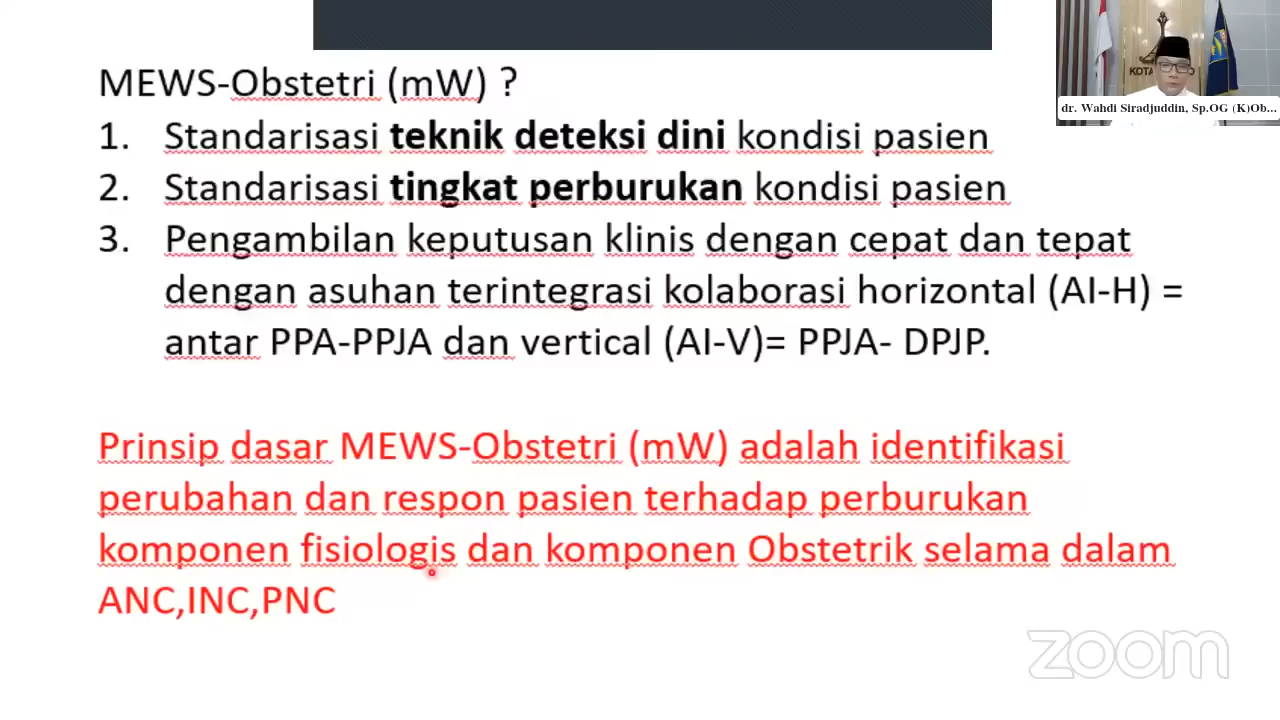 MEWS-Obstetri (mW) ?
1. Standarisasi teknik deteksi dini kondisi pasien
2. Standarisasi tingkat perburukan kondisi pasien
3. Pengambilan keputusan klinis dengan cepat dan tepat
dengan asuhan terintegrasi kolaborasi horizontal (AI-H) =
antar PPA-PPJA dan vertical (AI-V)= PPJA- DPJP.
Prinsip dasar MEWS-Obstetri (mW) adalah identifikasi
perubahan dan respon pasien terhadap perburukan
komponen fisiologis dan komponen Obstetrik selama dalam
ANC,INC,PNC
dr. Wahdi Siradjuddin, Sp.OG (K)Ob...
zoom